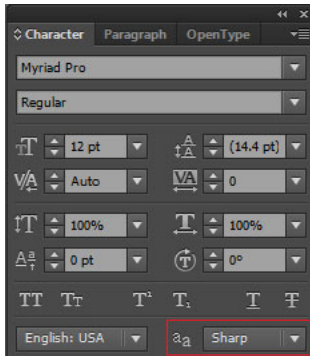 Character Paragraph OpenType
Myriad Pro
Regular
12 pt (14.4 pt)
Auto 0
100% 100%
0 pt 0°
TT Tt T¹ T₁ T T
English: USA aa Sharp